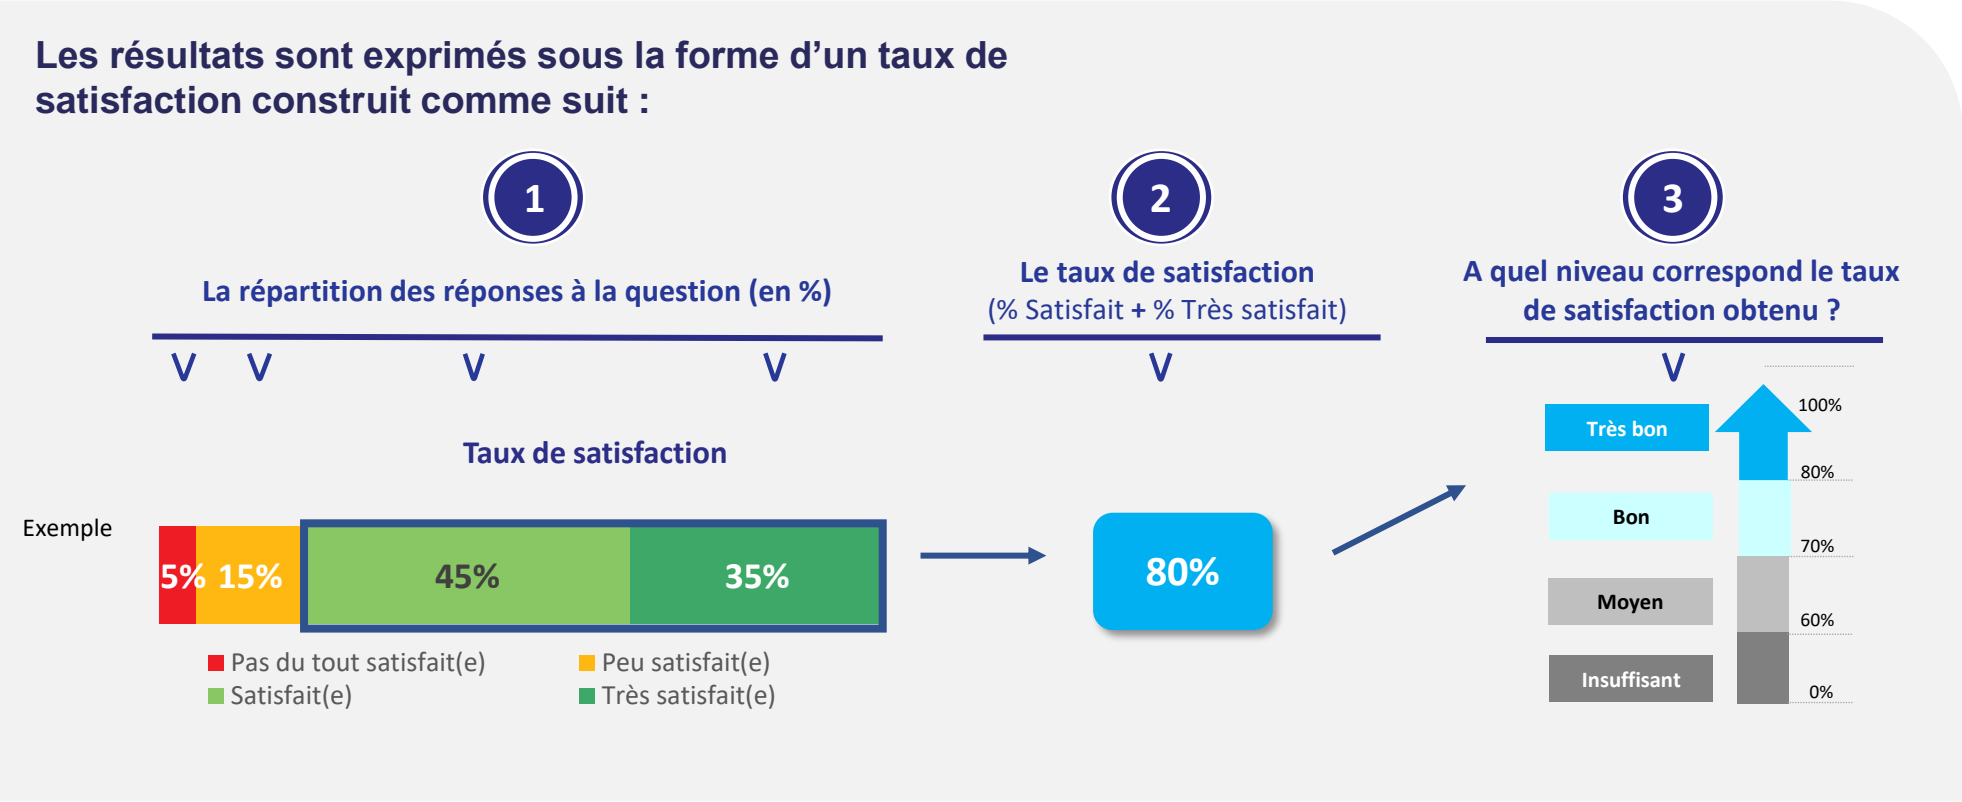 Les résultats sont exprimés sous la forme d’un taux de
satisfaction construit comme suit :
1
La répartition des réponses à la question (en %)
2
Le taux de satisfaction
(% Satisfait + % Très satisfait)
3
A quel niveau correspond le taux
de satisfaction obtenu ?
Taux de satisfaction
Exemple
5% 15% 45% 35%
Pas du tout satisfait(e) Peu satisfait(e)
Satisfait(e) Très satisfait(e)
80%
100%
Très bon
80%
Bon
70%
Moyen
60%
Insuffisant
0%